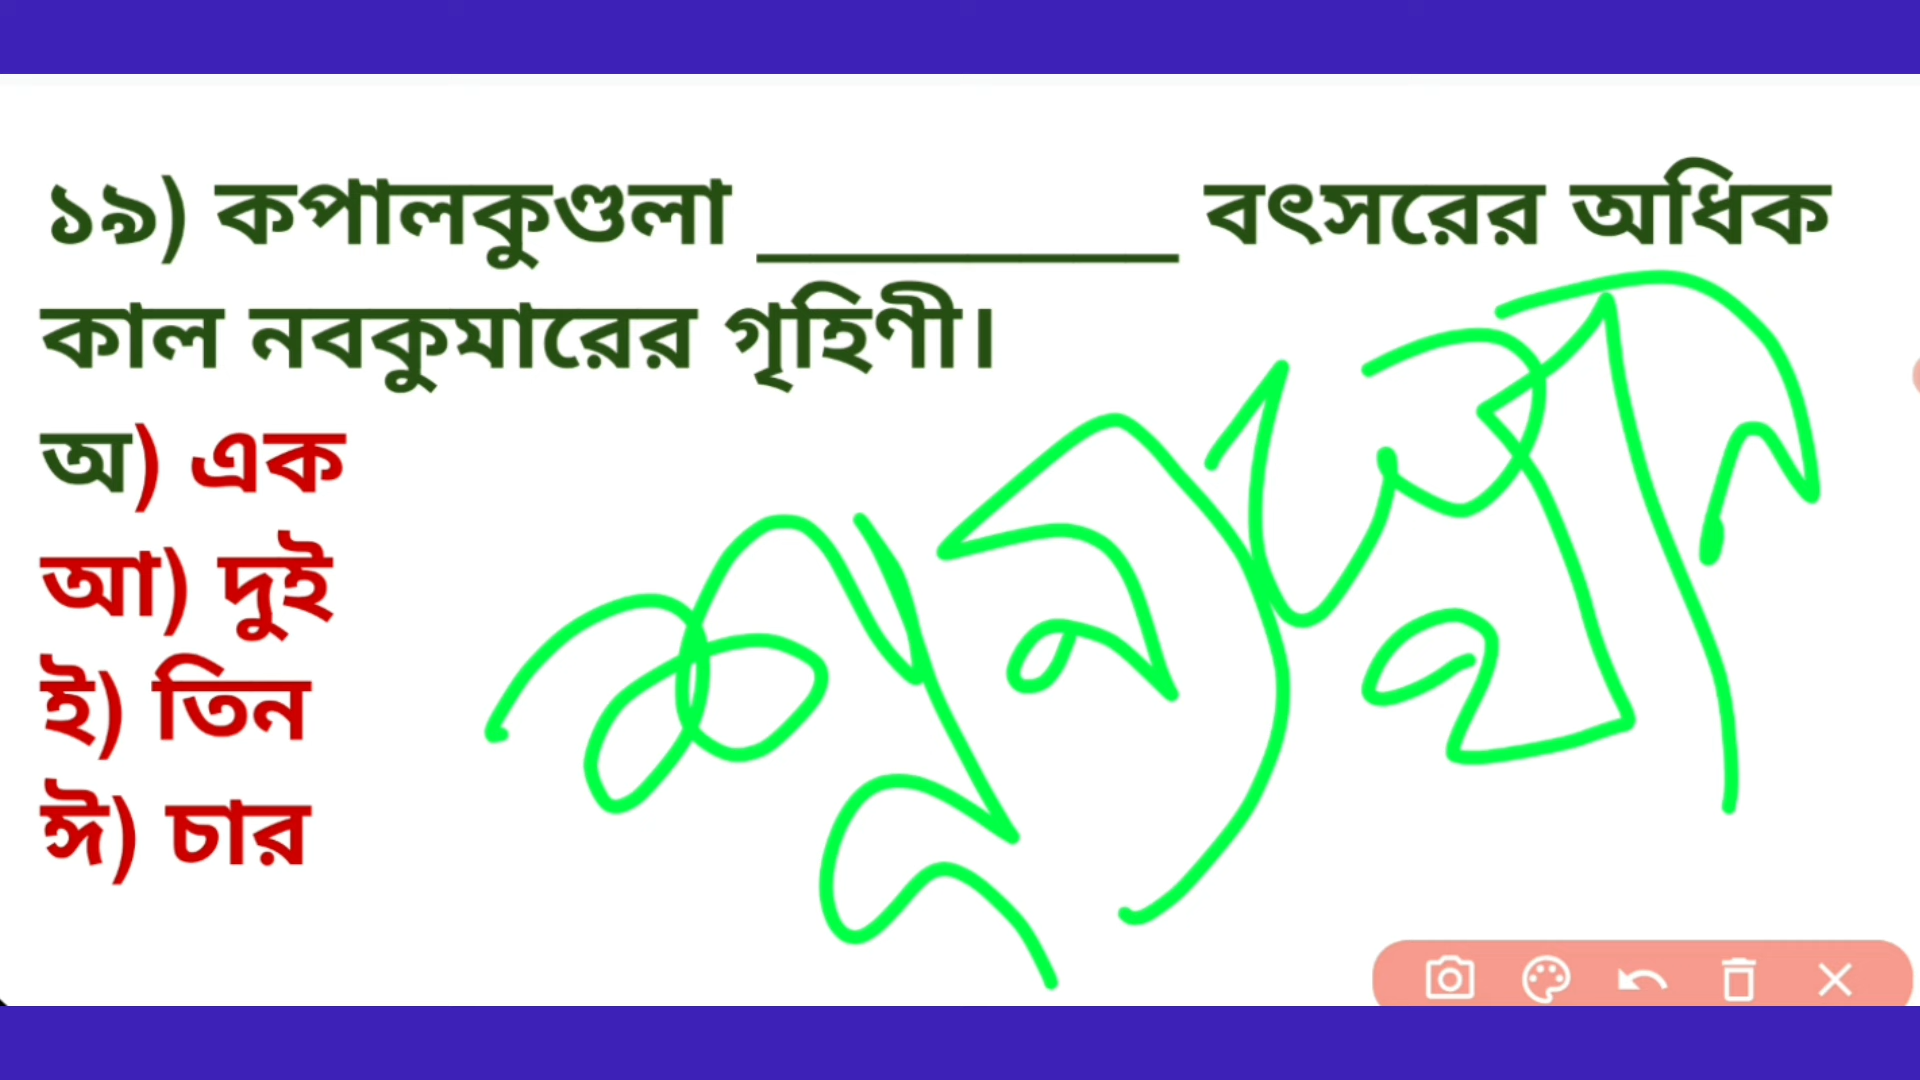 ১৯) কপালকুণ্ডলা __________ বৎসরের অধিক
কাল নবকুমারের গৃহিণী।
অ) এক
আ) দুই
ই) তিন
ঈ) চার